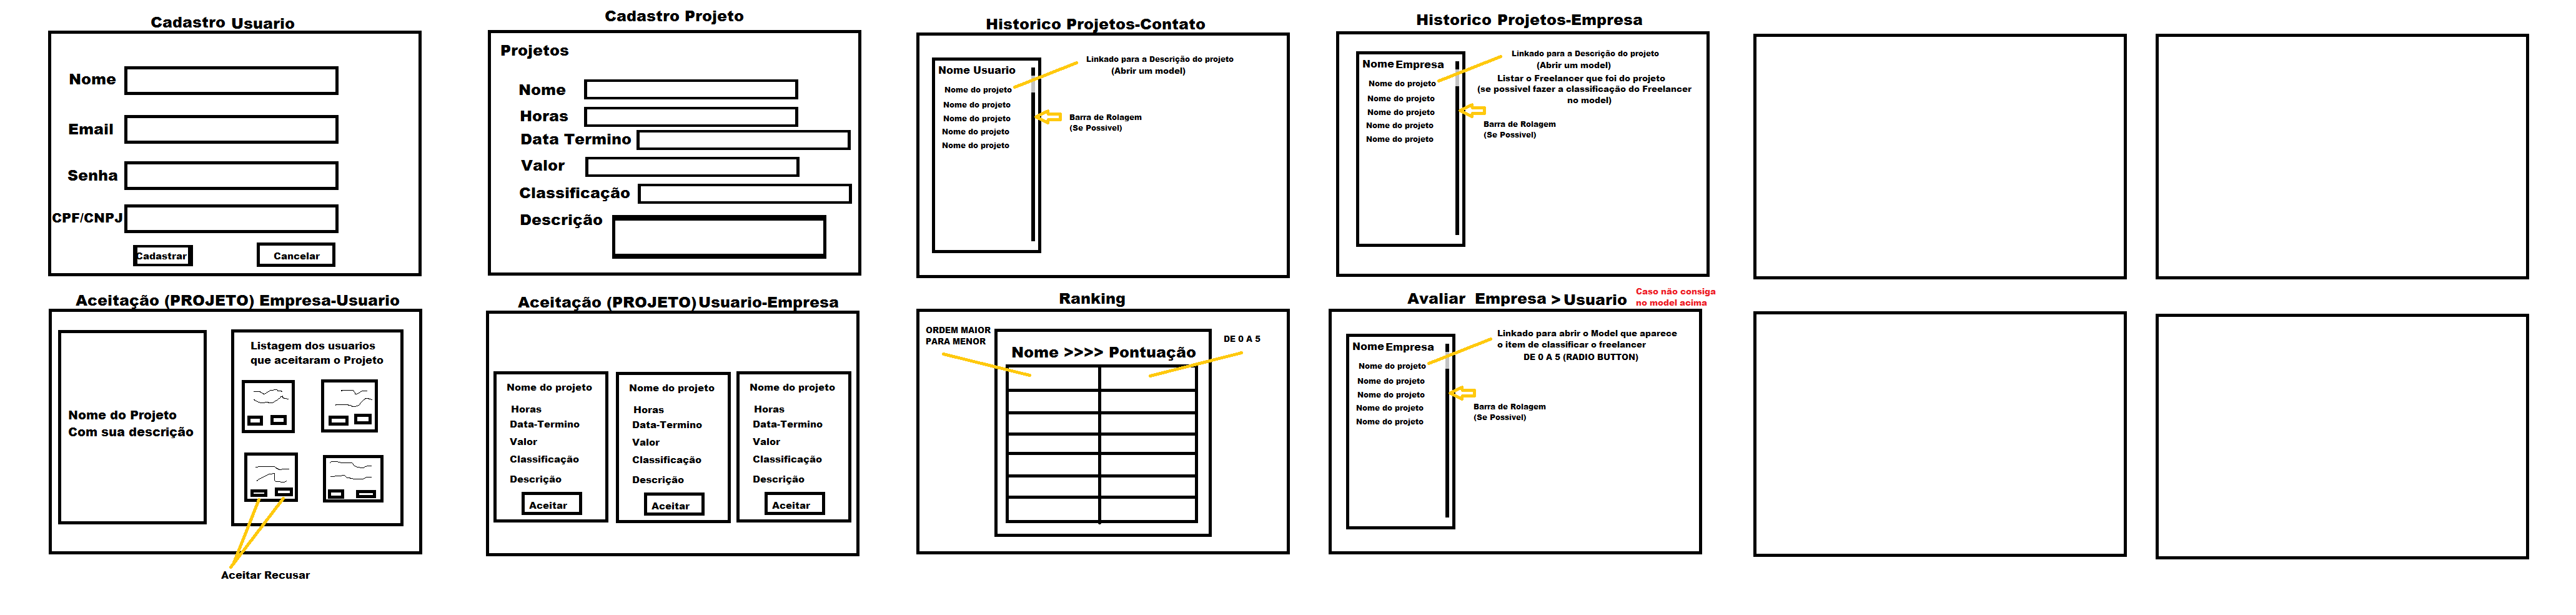 Cadastro Usuario
Nome
Email
Senha
CPF/CNPJ
Cadastrar
Cancelar
Cadastro Projeto
Projetos
Nome
Horas
Data Termino
Valor
Classificação
Descrição
Historico Projetos-Contato
Nome Usuario
Nome do projeto
Nome do projeto
Nome do projeto
Nome do projeto
Nome do projeto
Linkado para a Descrição do projeto
(Abrir um model)
Barra de Rolagem
(Se Possivel)
Historico Projetos-Empresa
Nome Empresa
Nome do projeto
Nome do projeto
Nome do projeto
Nome do projeto
Nome do projeto
Linkado para a Descrição do projeto
(Abrir um model)
Listar o Freelancer que foi do projeto
(se possivel fazer a classificação do Freelancer
no model)
Barra de Rolagem
(Se Possivel)
Aceitação (PROJETO) Empresa-Usuario
Nome do Projeto
Com sua descrição
Listagem dos usuarios
que aceitaram o Projeto
Aceitar Recusar
Aceitação (PROJETO) Usuario-Empresa
Nome do projeto
Horas
Data-Termino
Valor
Classificação
Descrição
Aceitar
Nome do projeto
Horas
Data-Termino
Valor
Classificação
Descrição
Aceitar
Nome do projeto
Horas
Data-Termino
Valor
Classificação
Descrição
Aceitar
Ranking
ORDEM MAIOR
PARA MENOR
Nome >>>> Pontuação
DE 0 A 5
Avaliar Empresa > Usuario
Caso não consiga
no model acima
Nome Empresa
Nome do projeto
Nome do projeto
Nome do projeto
Nome do projeto
Nome do projeto
Linkado para abrir o Model que aparece
o item de classificar o freelancer
DE 0 A 5 (RADIO BUTTON)
Barra de Rolagem
(Se Possivel)